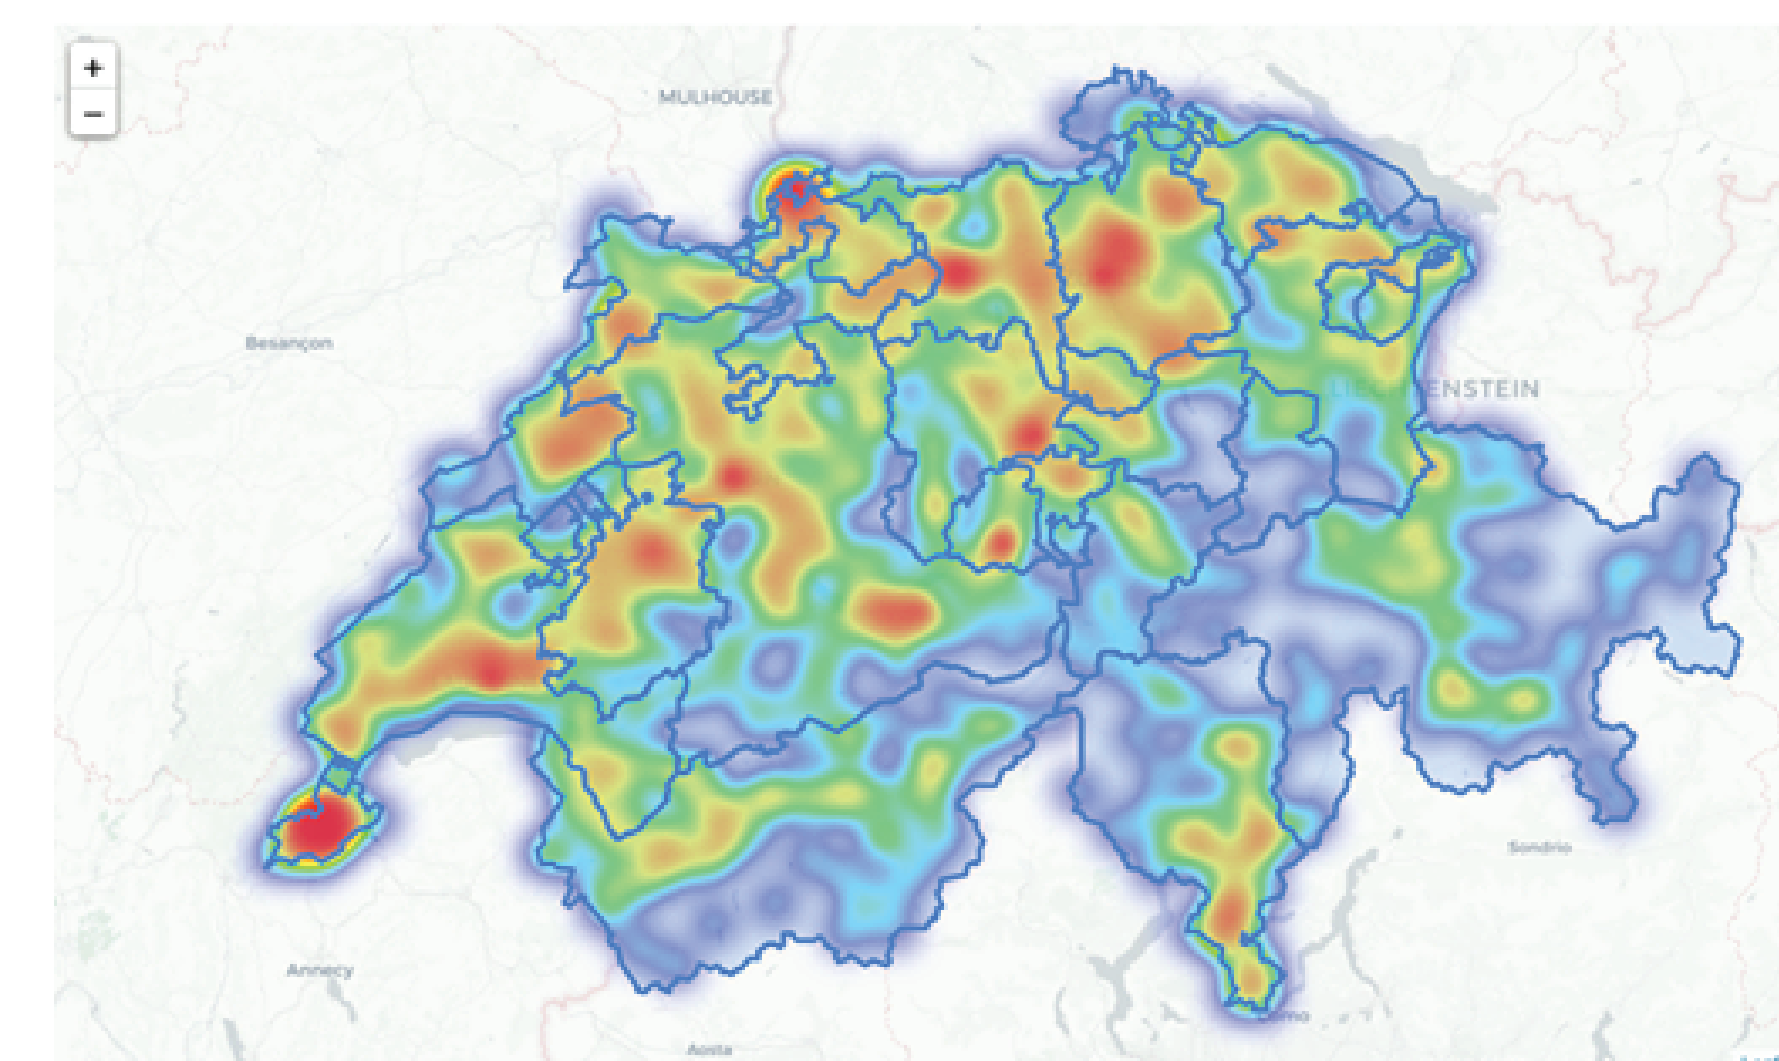 +
−
MULHOUSE
Besançon
LIECHTENSTEIN
Sondrio
Annecy
Aosta